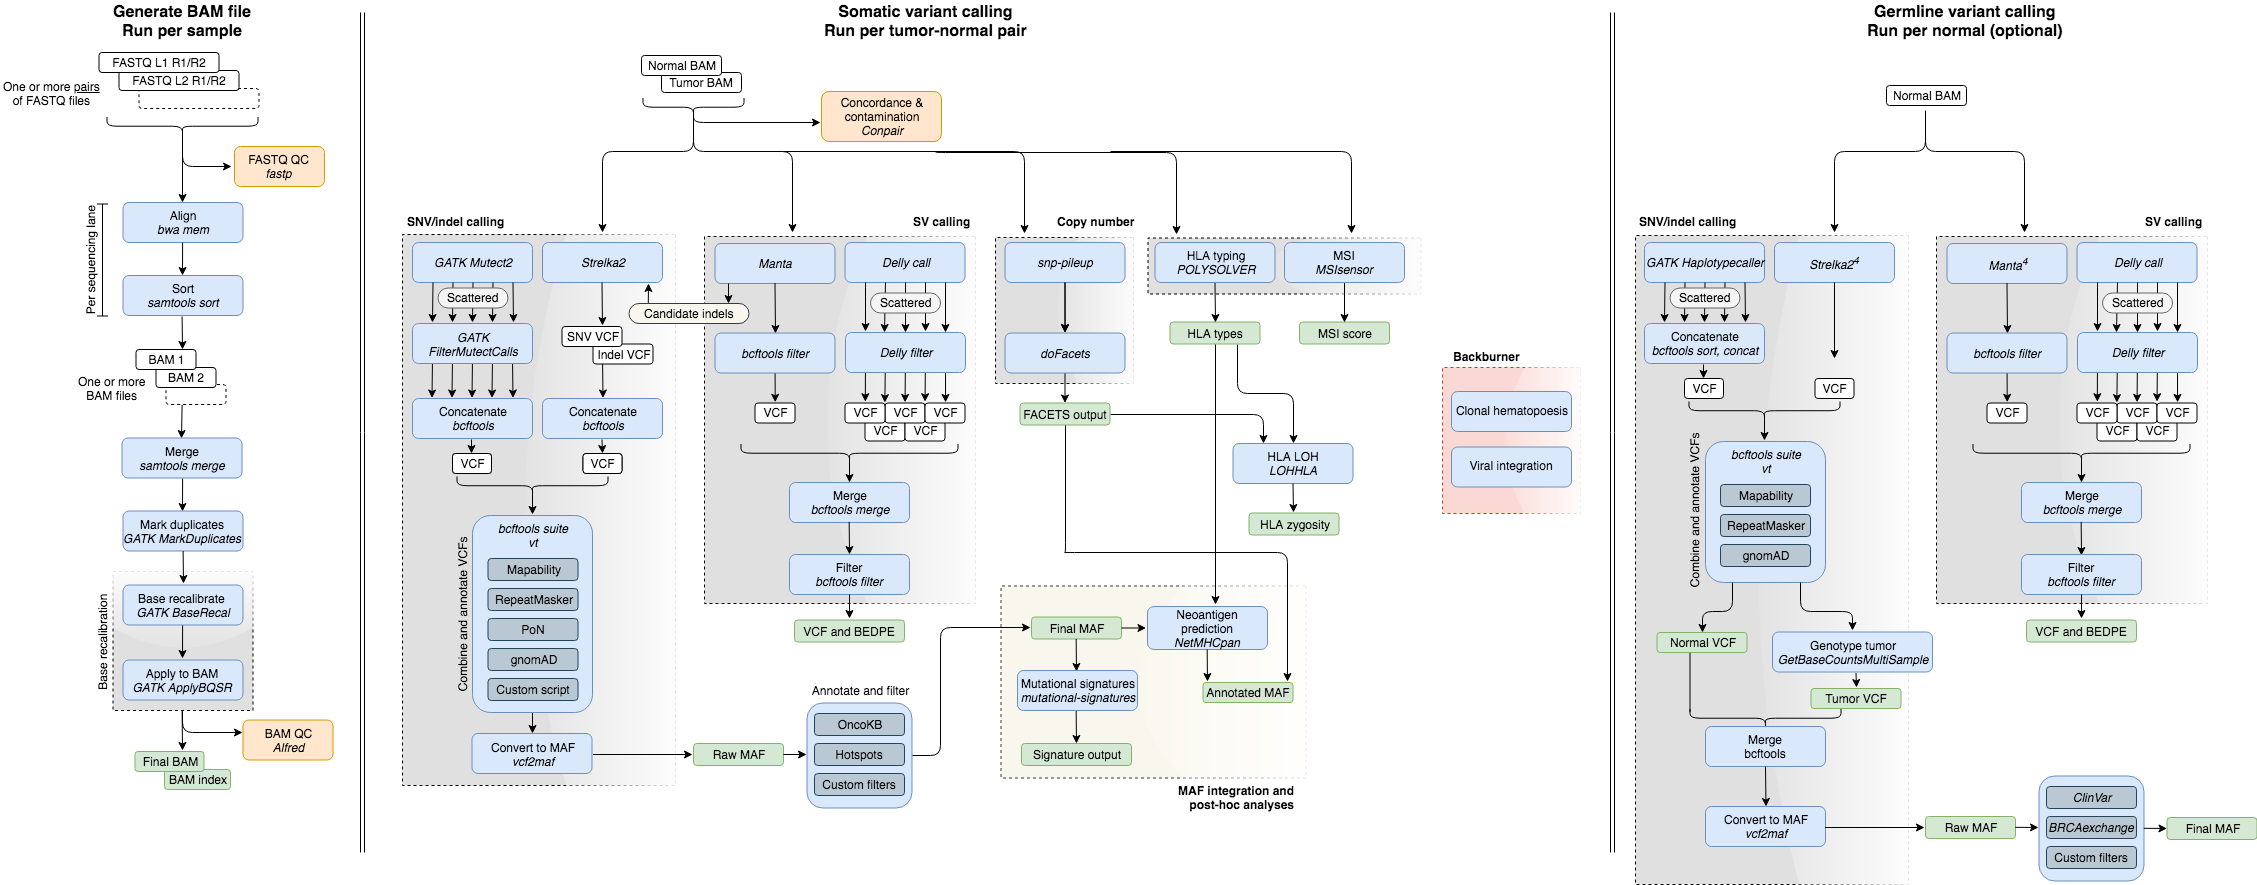 Generate BAM file
Run per sample
FASTQ L1 R1/R2
FASTQ L2 R1/R2
One or more pairs
of FASTQ files
FASTQ QC
fastp
Per sequencing lane
Align
bwa mem
Sort
samtools sort
BAM 1
BAM 2
One or more
BAM files
Merge
samtools merge
Mark duplicates
GATK MarkDuplicates
Base recalibration
Base recalibrate
GATK BaseRecal
Apply to BAM
GATK ApplyBQSR
BAM QC
Alfred
Final BAM
BAM index
Somatic variant calling
Run per tumor-normal pair
Normal BAM
Tumor BAM
Concordance &
contamination
Conpair
SNV/indel calling
GATK Mutect2
Scattered
GATK
FilterMutectCalls
Concatenate
bcftools
VCF
Strelka2
Candidate indels
SNV VCF
Indel VCF
Concatenate
bcftools
VCF
Combine and annotate VCFs
bcftools suite
vt
Mapability
RepeatMasker
PoN
gnomAD
Custom script
Convert to MAF
vcf2maf
SV calling
Manta
bcftools filter
VCF
Delly call
Scattered
Delly filter
VCF
VCF
VCF
VCF
VCF
Merge
bcftools merge
Filter
bcftools filter
VCF and BEDPE
Raw MAF
Annotate and filter
OncoKB
Hotspots
Custom filters
Copy number
snp-pileup
doFacets
FACETS output
HLA typing
POLYSOLVER
HLA types
MSI
MSIsensor
MSI score
HLA LOH
LOHHLA
HLA zygosity
Final MAF
Neoantigen
prediction
NetMHCpan
Mutational signatures
mutational-signatures
Annotated MAF
Signature output
MAF integration and
post-hoc analyses
Backburner
Clonal hematopoesis
Viral integration
Germline variant calling
Run per normal (optional)
Normal BAM
SNV/indel calling
GATK Haplotypecaller
Scattered
Concatenate
bcftools sort, concat
VCF
Strelka2⁴
VCF
Combine and annotate VCFs
bcftools suite
vt
Mapability
RepeatMasker
gnomAD
Normal VCF
Genotype tumor
GetBaseCountsMultiSample
Tumor VCF
Merge
bcftools
Convert to MAF
vcf2maf
SV calling
Manta⁴
bcftools filter
VCF
Delly call
Scattered
Delly filter
VCF
VCF
VCF
VCF
VCF
Merge
bcftools merge
Filter
bcftools filter
VCF and BEDPE
Raw MAF
ClinVar
BRCAexchange
Custom filters
Final MAF